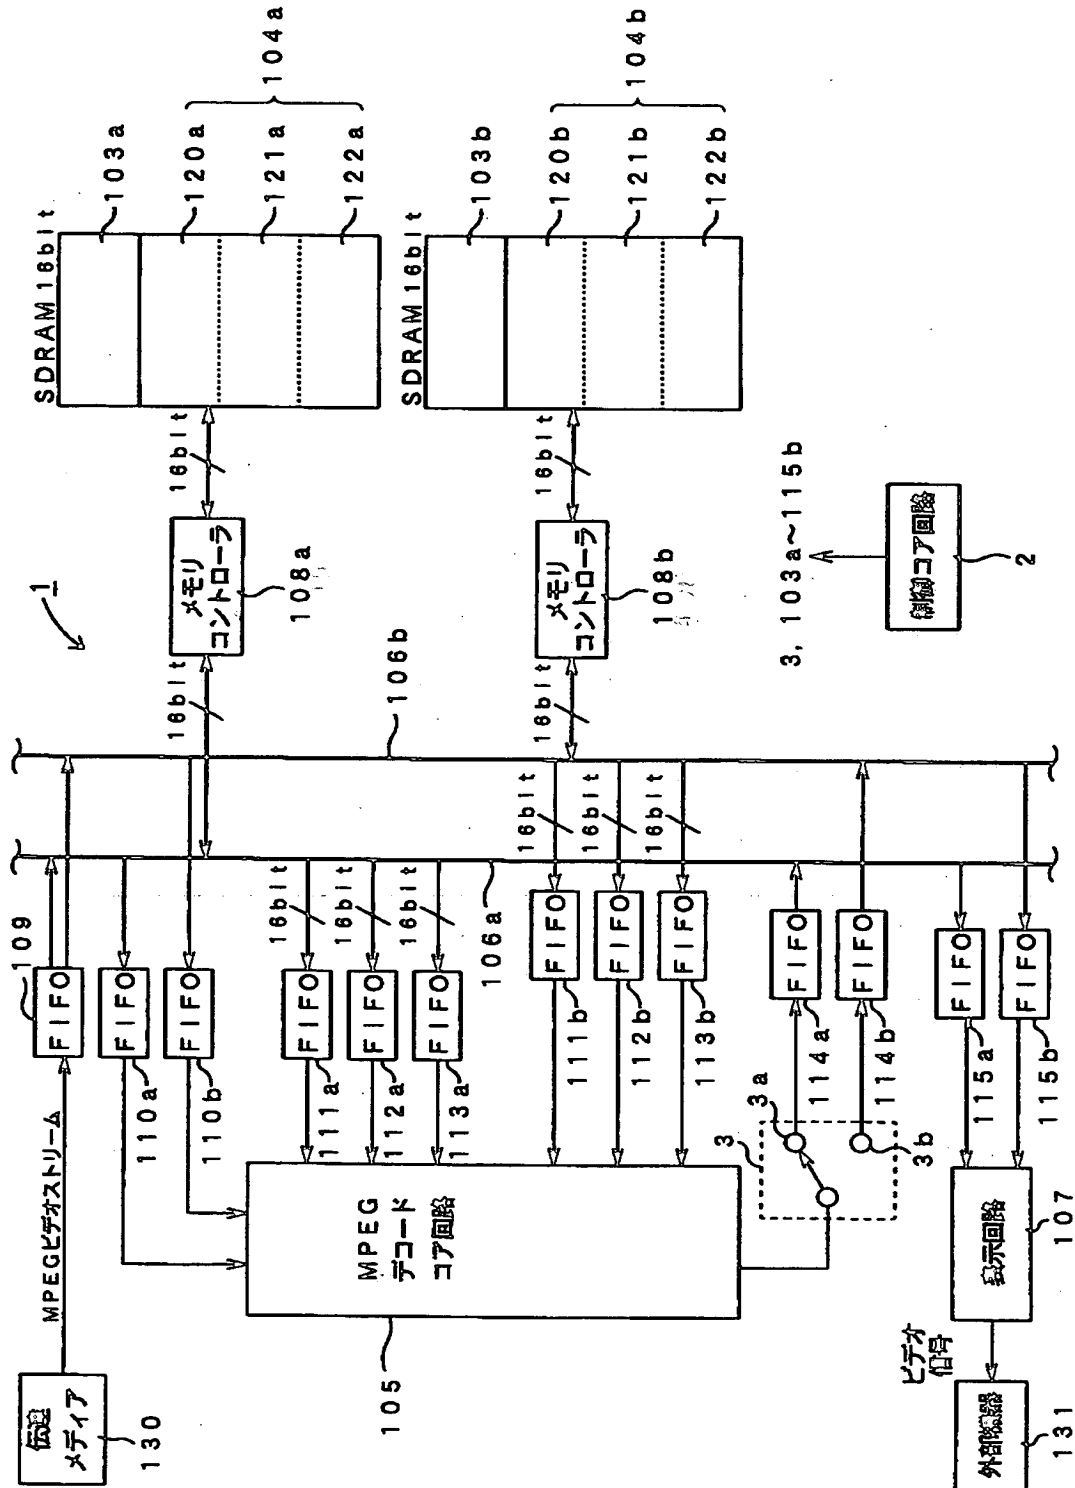 1
伝達
メディア
130
MPEGビデオストリーム
FIFO
109
FIFO
110a
FIFO
110b
16bit
FIFO
111a
16bit
FIFO
112a
16bit
FIFO
113a
MPEG
デコード
コア回路
105
106a
106b
16bit
FIFO
111b
16bit
FIFO
112b
16bit
FIFO
113b
3
3a
3b
FIFO
114a
FIFO
114b
FIFO
115a
FIFO
115b
表示回路
107
ビデオ
信号
外部機器
131
16bit
メモリ
コントローラ
108a
16bit
SDRAM 16bit
103a
120a
121a
122a
104a
16bit
メモリ
コントローラ
108b
16bit
SDRAM 16bit
103b
120b
121b
122b
104b
3, 103a~115b
制御コア回路
2